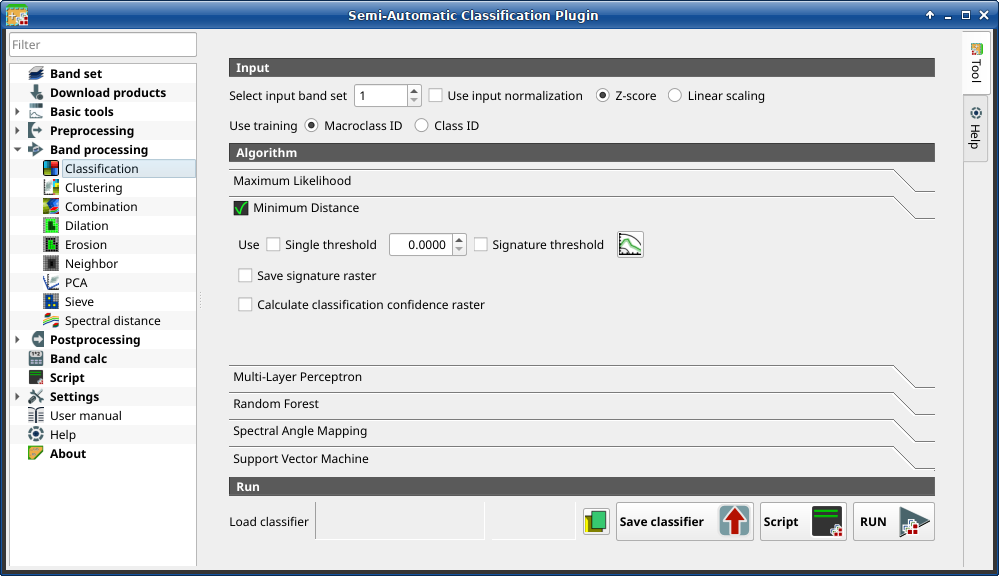 Semi-Automatic Classification Plugin
Filter
Band set
Download products
Basic tools
Preprocessing
Band processing
Classification
Clustering
Combination
Dilation
Erosion
Neighbor
PCA
Sieve
Spectral distance
Postprocessing
Band calc
Script
Settings
User manual
Help
About
Input
Select input band set 1 Use input normalization Z-score Linear scaling
Use training Macroclass ID Class ID
Algorithm
Maximum Likelihood
Minimum Distance
Use Single threshold 0.0000 Signature threshold
Save signature raster
Calculate classification confidence raster
Multi-Layer Perceptron
Random Forest
Spectral Angle Mapping
Support Vector Machine
Run
Load classifier Save classifier Script RUN
Tool
Help